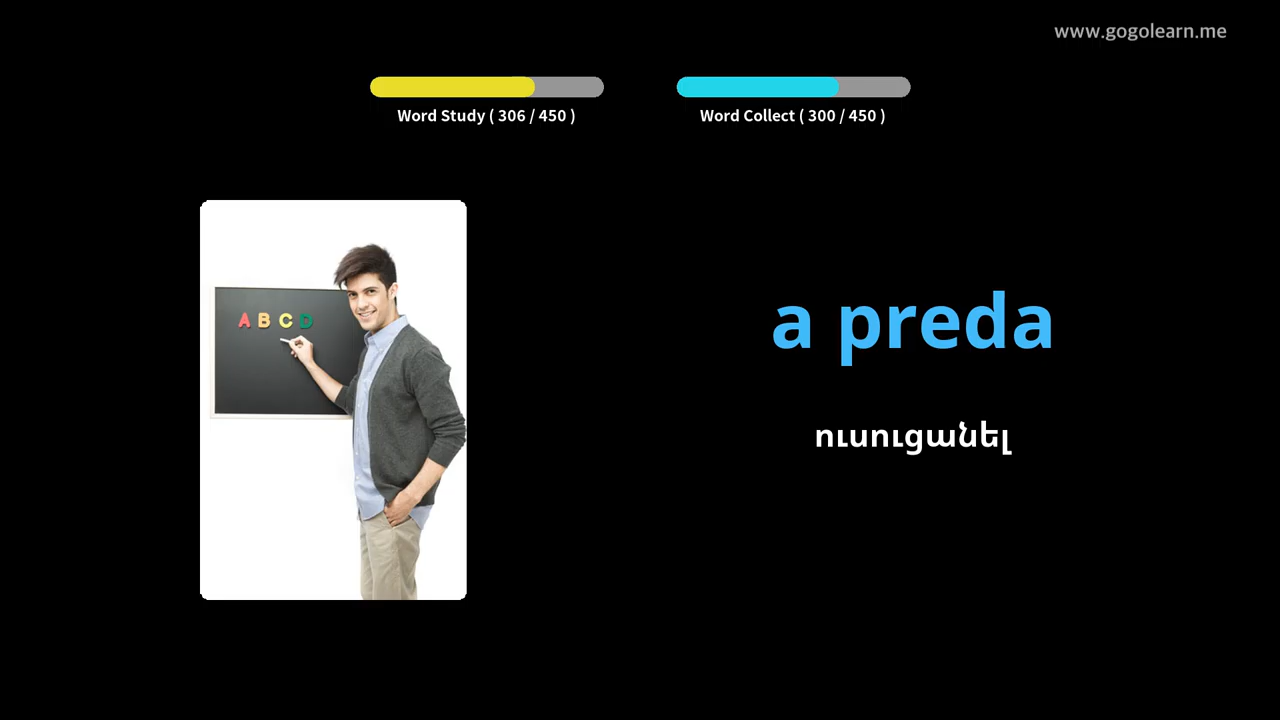 www.gogolearn.me
Word Study ( 306 / 450 )
Word Collect ( 300 / 450 )
A B C D
a preda
ուսուցանել